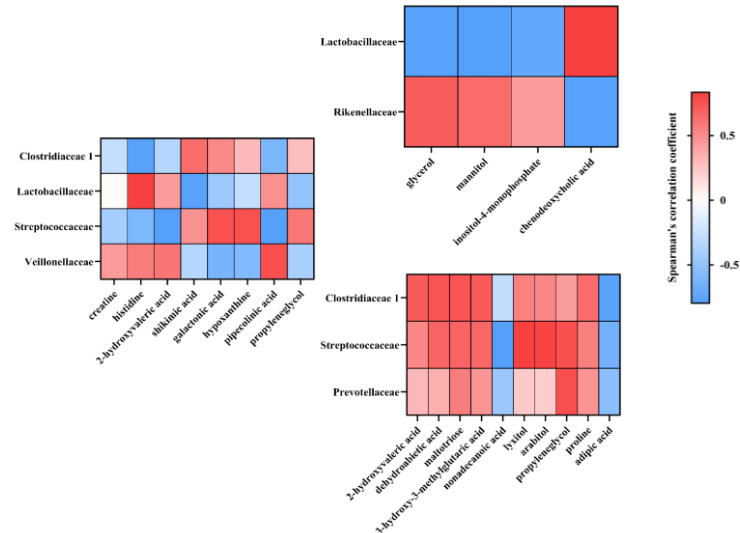 Lactobacillaceae
Rikenellaceae
glycerol
mannitol
inositol-4-monophosphate
chenodeoxycholic acid
Clostridiaceae 1
Lactobacillaceae
Streptococcaceae
Veillonellaceae
creatine
histidine
2-hydroxyvaleric acid
shikimic acid
galactonic acid
hypoxanthine
pipecolinic acid
propyleneglycol
Clostridiaceae 1
Streptococcaceae
Prevotellaceae
2-hydroxyvaleric acid
dehydroabietic acid
maltotriose
3-hydroxy-3-methylglutaric acid
nonadecanoic acid
lyxitol
arabitol
propyleneglycol
proline
adipic acid
Spearman's corredation coefficient
0.5
0
-0.5